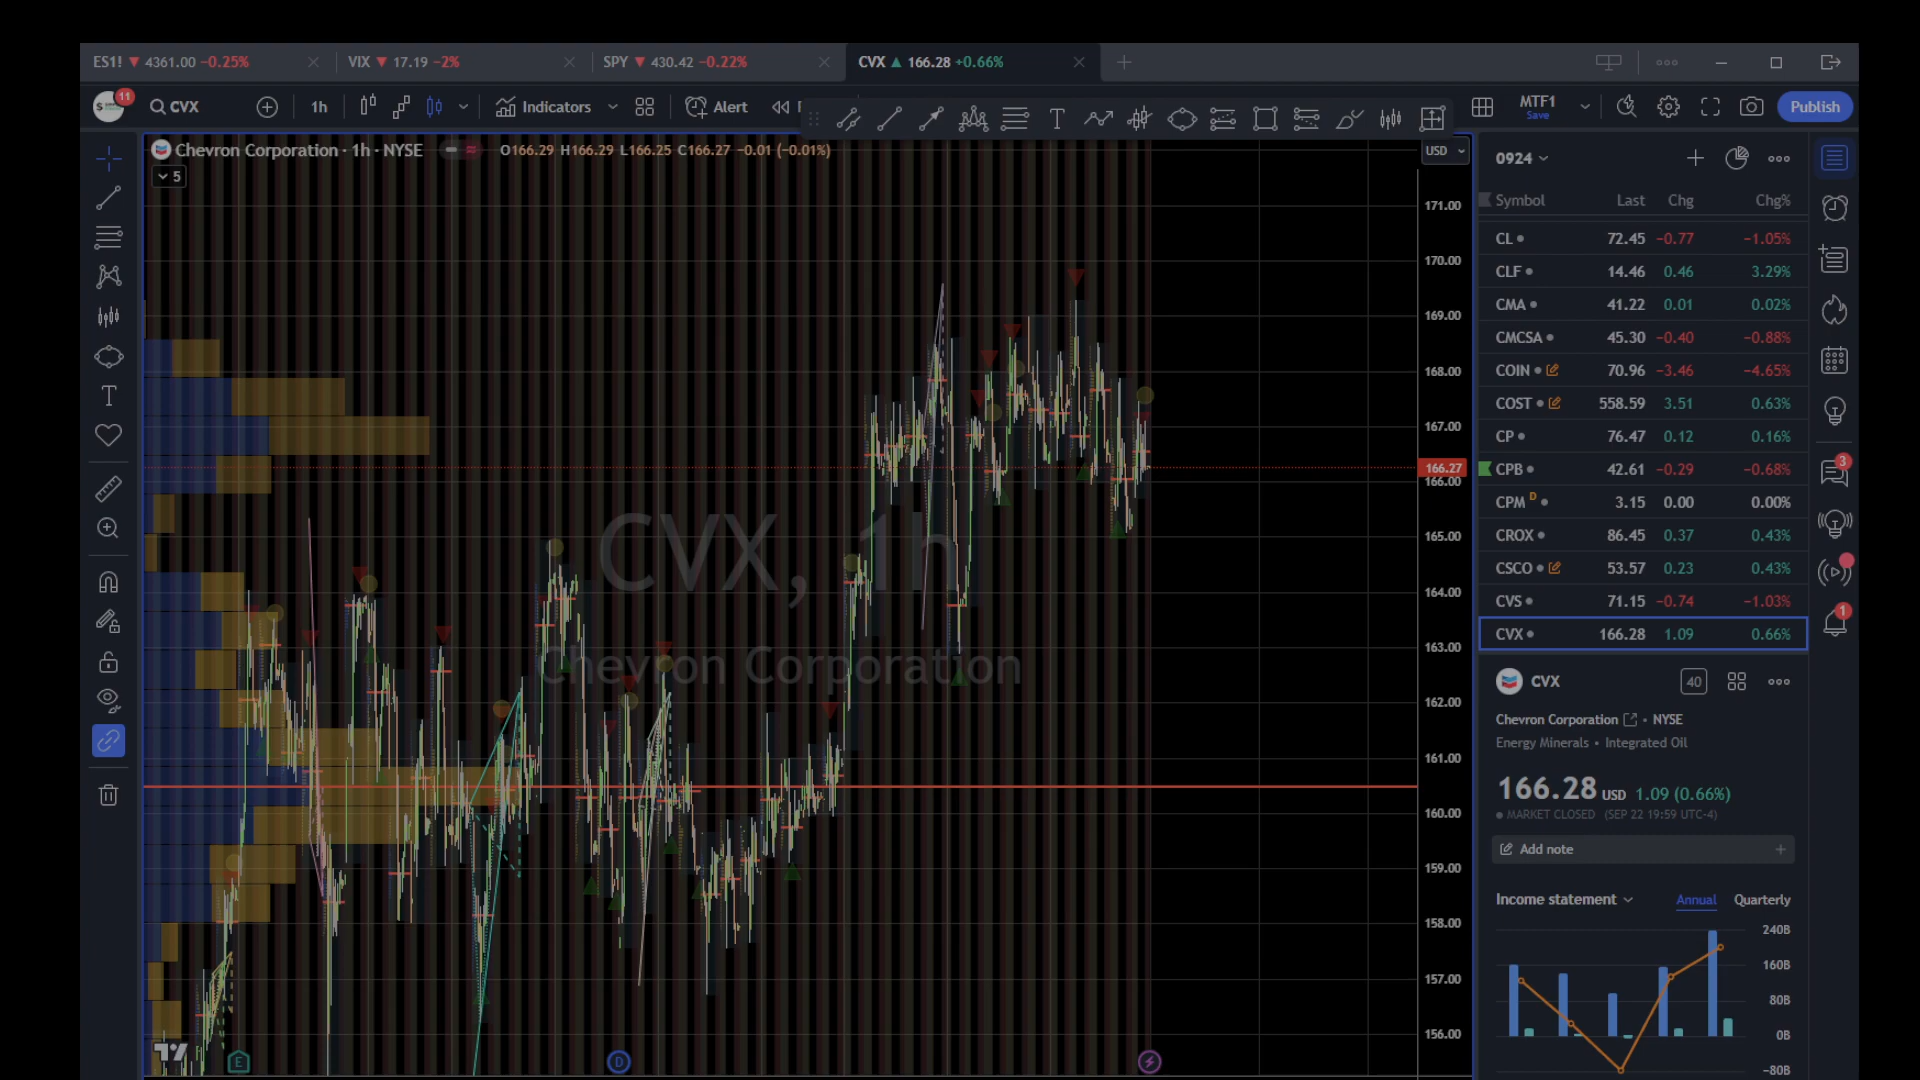 ES1! ▼ 4361.00 −0.25%
VIX ▼ 17.19 −2%
SPY ▼ 430.42 −0.22%
CVX ▲ 166.28 +0.66%
11
CVX
1h
Indicators
Alert
MTF1
Save
Publish
Chevron Corporation · 1h · NYSE
O166.29 H166.29 L166.25 C166.27 −0.01 (−0.01%)
5
USD
171.00
170.00
169.00
168.00
167.00
166.27
166.00
165.00
164.00
163.00
162.00
161.00
160.00
159.00
158.00
157.00
156.00
CVX, 1h
Chevron Corporation
E
D
0924
Symbol Last Chg Chg%
CL 72.45 −0.77 −1.05%
CLF 14.46 0.46 3.29%
CMA 41.22 0.01 0.02%
CMCSA 45.30 −0.40 −0.88%
COIN 70.96 −3.46 −4.65%
COST 558.59 3.51 0.63%
CP 76.47 0.12 0.16%
CPB 42.61 −0.29 −0.68%
CPM D 3.15 0.00 0.00%
CROX 86.45 0.37 0.43%
CSCO 53.57 0.23 0.43%
CVS 71.15 −0.74 −1.03%
CVX 166.28 1.09 0.66%
CVX
40
Chevron Corporation • NYSE
Energy Minerals • Integrated Oil
166.28 USD 1.09 (0.66%)
MARKET CLOSED (SEP 22 19:59 UTC-4)
Add note
Income statement
Annual
Quarterly
240B
160B
80B
0B
−80B
3
1